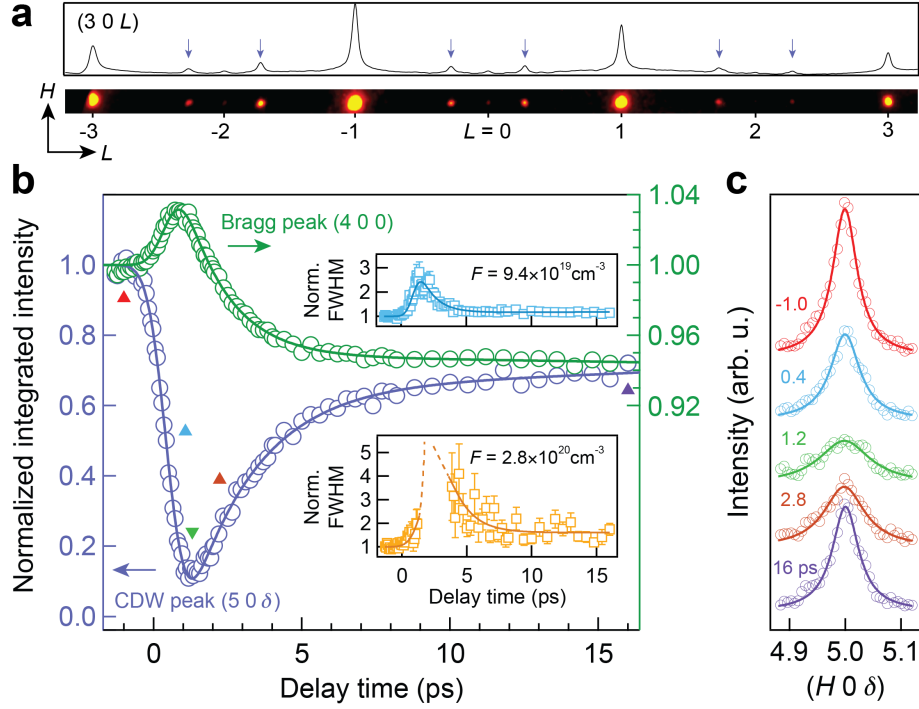 a
(3 0 L)
H
L
-3 -2 -1 L = 0 1 2 3
b
c
Normalized integrated intensity
1.0
0.8
0.6
0.4
0.2
0.0
1.04
1.00
0.96
0.92
Bragg peak (4 0 0)
CDW peak (5 0 δ)
Norm.
FWHM
3
2
1
F = 9.4×10¹⁹cm⁻³
Norm.
FWHM
5
4
3
2
1
F = 2.8×10²⁰cm⁻³
0 5 10 15
Delay time (ps)
0 5 10 15
Delay time (ps)
Intensity (arb. u.)
-1.0
0.4
1.2
2.8
16 ps
4.9 5.0 5.1
(H 0 δ)